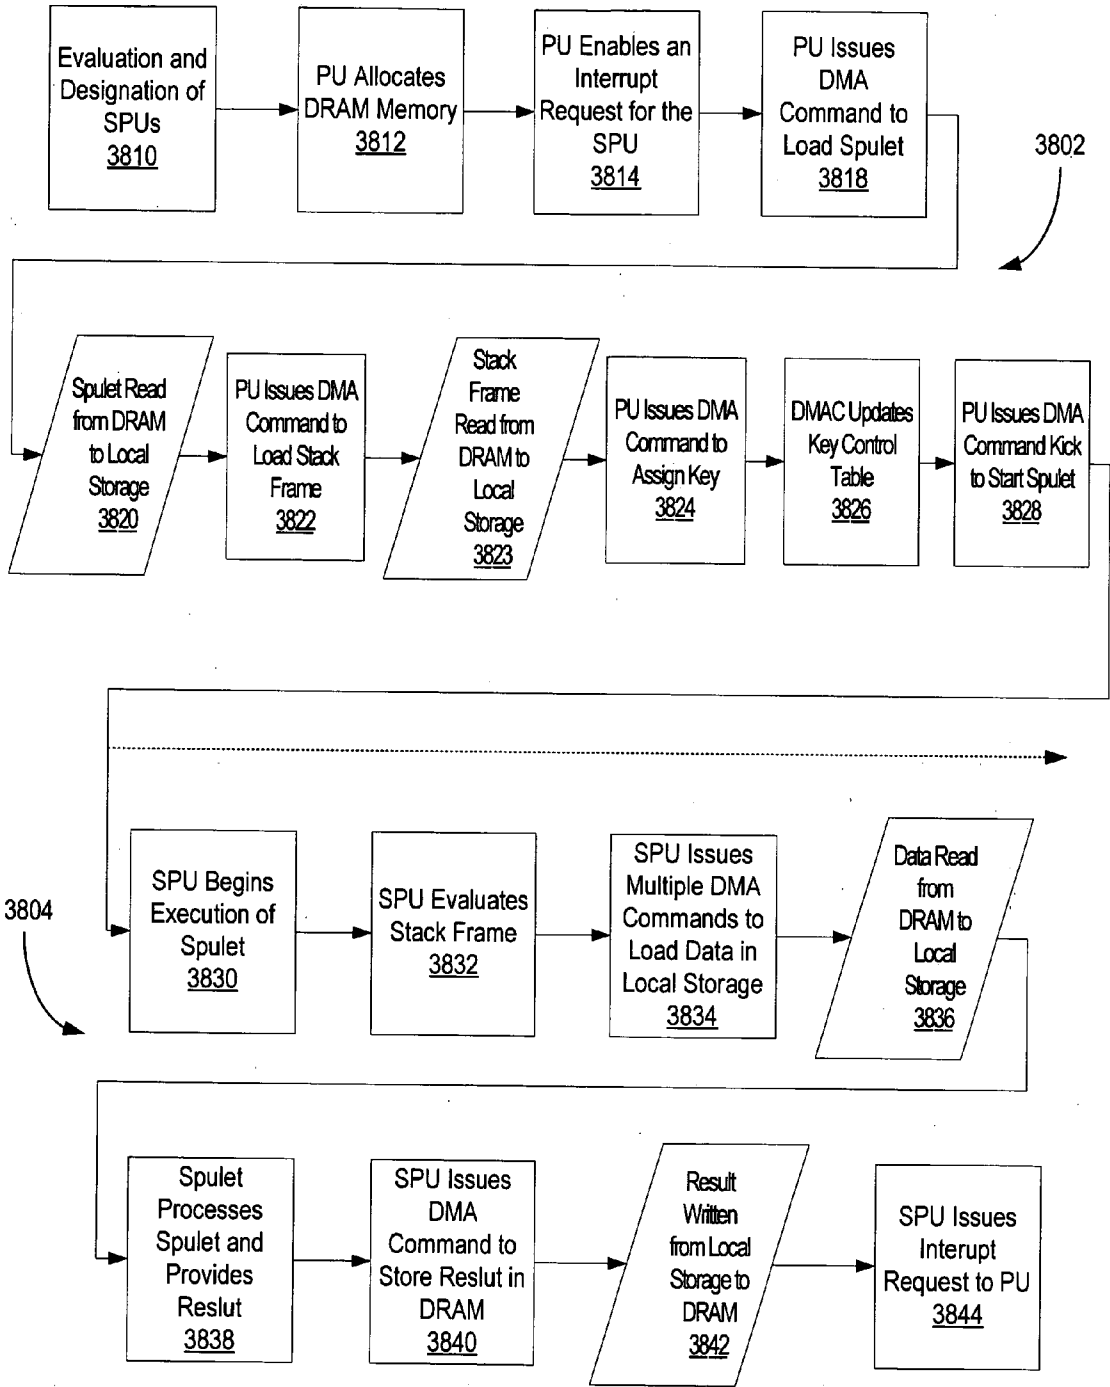 Evaluation and
Designation of
SPUs
3810
PU Allocates
DRAM Memory
3812
PU Enables an
Interrupt
Request for the
SPU
3814
PU Issues
DMA
Command to
Load Spulet
3818
3802
Spulet Read
from DRAM
to Local
Storage
3820
PU Issues DMA
Command to
Load Stack
Frame
3822
Stack
Frame
Read from
DRAM to
Local
Storage
3823
PU Issues DMA
Command to
Assign Key
3824
DMAC Updates
Key Control
Table
3826
PU Issues DMA
Command Kick
to Start Spulet
3828
3804
SPU Begins
Execution of
Spulet
3830
SPU Evaluates
Stack Frame
3832
SPU Issues
Multiple DMA
Commands to
Load Data in
Local Storage
3834
Data Read
from
DRAM to
Local
Storage
3836
Spulet
Processes
Spulet and
Provides
Reslut
3838
SPU Issues
DMA
Command to
Store Reslut in
DRAM
3840
Result
Written
from Local
Storage to
DRAM
3842
SPU Issues
Interupt
Request to PU
3844